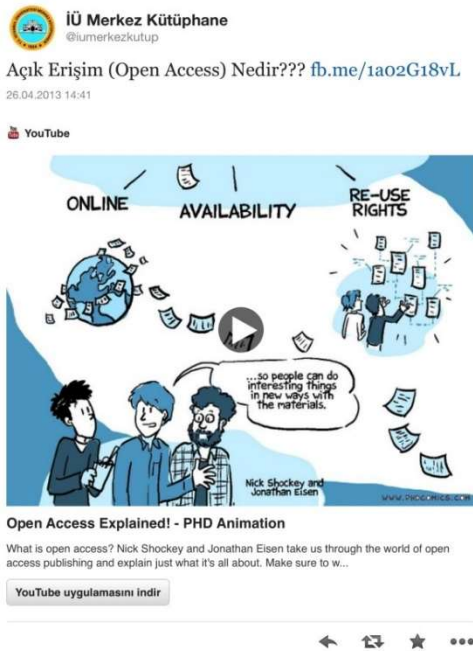 İÜ Merkez Kütüphane
@iumerkezkutup
Açık Erişim (Open Access) Nedir??? fb.me/1a02G18vL
26.04.2013 14:41
YouTube
ONLINE
AVAILABILITY
RE-USE
RIGHTS
...so people can do
interesting things
in new ways with
the materials.
Nick Shockey and
Jonathan Eisen
WWW.PHDCOMICS.COM
Open Access Explained! - PHD Animation
What is open access? Nick Shockey and Jonathan Eisen take us through the world of open
access publishing and explain just what it's all about. Make sure to w...
YouTube uygulamasını indir